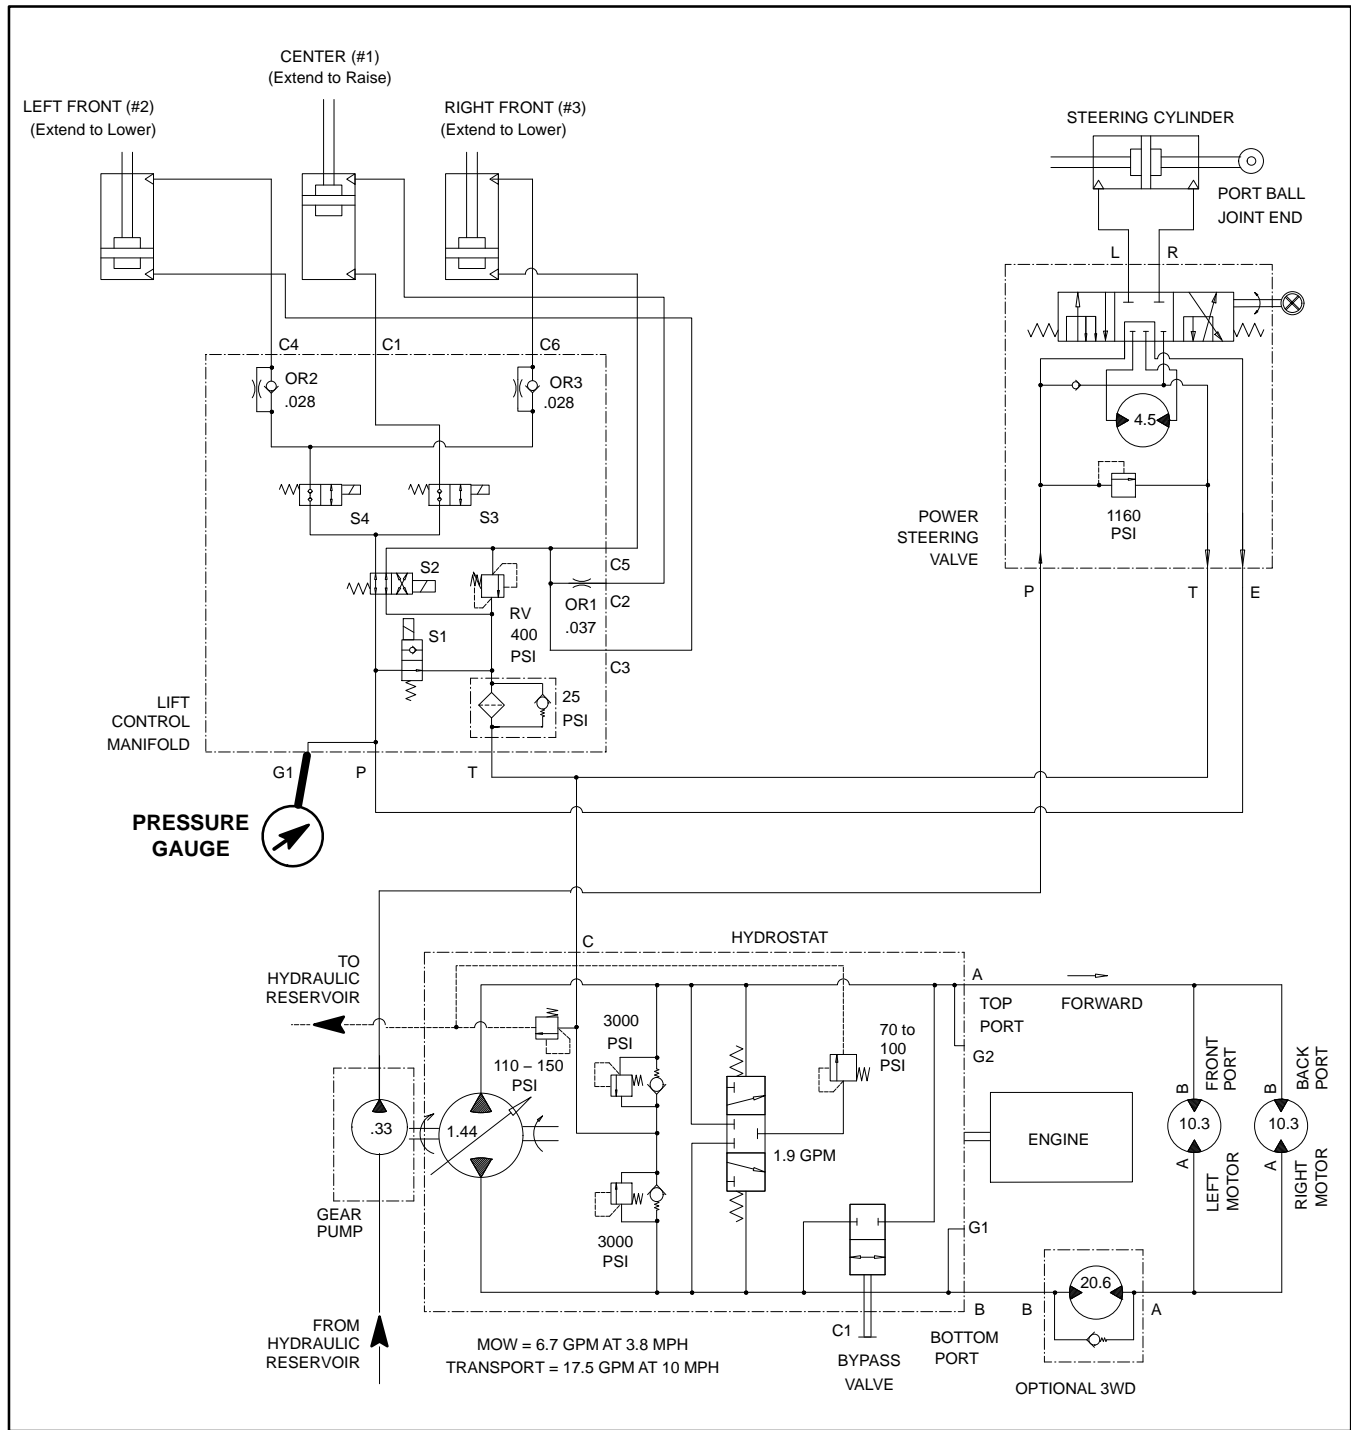 CENTER (#1)
(Extend to Raise)
LEFT FRONT (#2)
(Extend to Lower)
RIGHT FRONT (#3)
(Extend to Lower)
STEERING CYLINDER
PORT BALL
JOINT END
L
R
C4
C1
C6
OR2
.028
OR3
.028
4.5
S4
S3
1160
PSI
POWER
STEERING
VALVE
S2
C5
C2
OR1
.037
RV
400
PSI
S1
C3
P
T
E
25
PSI
LIFT
CONTROL
MANIFOLD
G1
P
T
PRESSURE
GAUGE
C
HYDROSTAT
TO
HYDRAULIC
RESERVOIR
A
TOP
PORT
FORWARD
3000
PSI
70 to
100
PSI
G2
110 – 150
PSI
FRONT
PORT
BACK
PORT
B
B
.33
1.44
1.9 GPM
ENGINE
10.3
10.3
A
A
LEFT
MOTOR
RIGHT
MOTOR
GEAR
PUMP
3000
PSI
G1
20.6
B
B
A
C1
BOTTOM
PORT
FROM
HYDRAULIC
RESERVOIR
MOW = 6.7 GPM AT 3.8 MPH
TRANSPORT = 17.5 GPM AT 10 MPH
BYPASS
VALVE
OPTIONAL 3WD